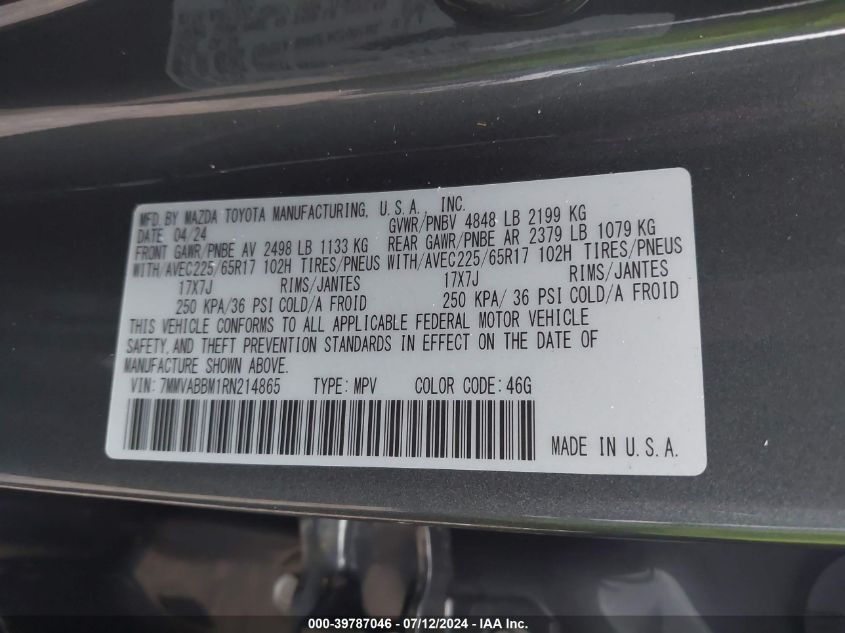 MFD BY MAZDA TOYOTA MANUFACTURING, U.S.A. INC.
DATE 04/24 GVWR/PNBV 4848 LB 2199 KG
FRONT GAWR/PNBE AV 2498 LB 1133 KG REAR GAWR/PNBE AR 2379 LB 1079 KG
WITH/AVEC225/65R17 102H TIRES/PNEUS WITH/AVEC225/65R17 102H TIRES/PNEUS
17X7J RIMS/JANTES 17X7J RIMS/JANTES
250 KPA/36 PSI COLD/A FROID 250 KPA/ 36 PSI COLD/A FROID
THIS VEHICLE CONFORMS TO ALL APPLICABLE FEDERAL MOTOR VEHICLE
SAFETY, AND THEFT PREVENTION STANDARDS IN EFFECT ON THE DATE OF
MANUFACTURE SHOWN ABOVE.
VIN: 7MMVABBM1RN214865 TYPE: MPV COLOR CODE: 46G
MADE IN U.S.A.
000-39787046 - 07/12/2024 - IAA Inc.